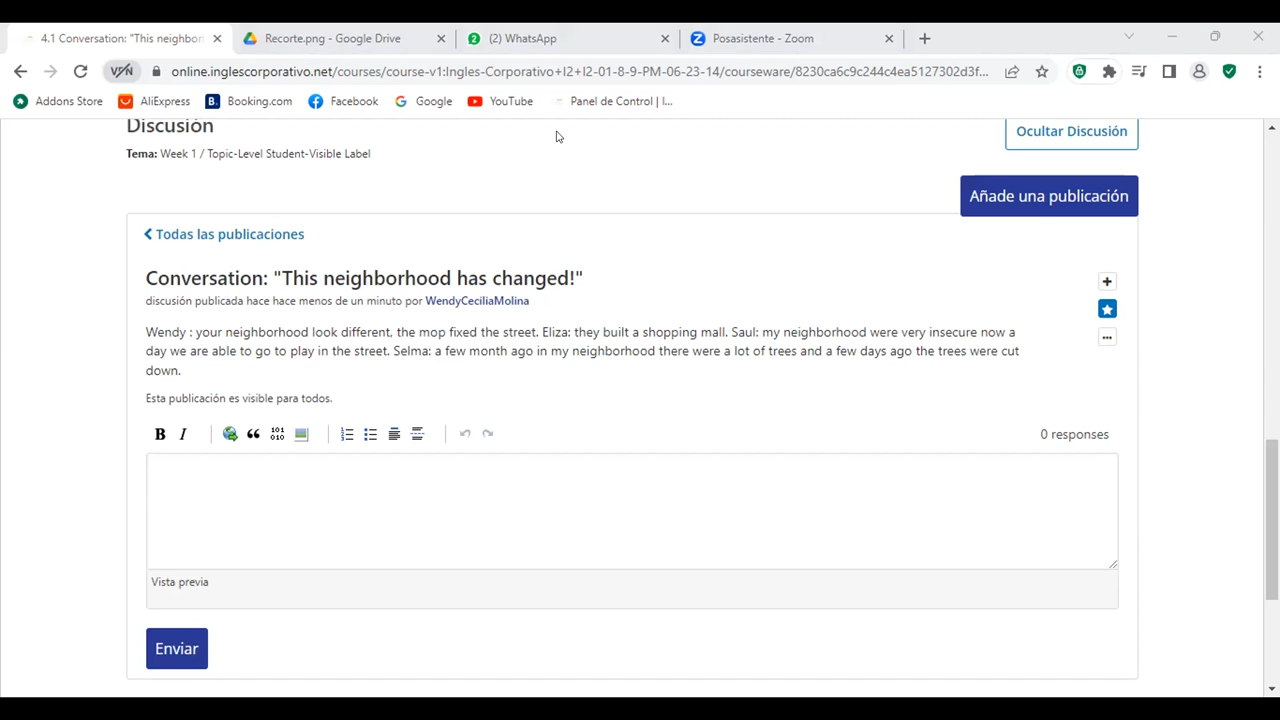 4.1 Conversation: "This neighbor
Recorte.png - Google Drive
(2) WhatsApp
Posasistente - Zoom
VPN
online.inglescorporativo.net/courses/course-v1:Ingles-Corporativo+I2+I2-01-8-9-PM-06-23-14/courseware/8230ca6c9c244c4ea5127302d3f...
Addons Store
AliExpress
Booking.com
Facebook
Google
YouTube
Panel de Control | I...
Discusión
Ocultar Discusión
Tema: Week 1 / Topic-Level Student-Visible Label
Añade una publicación
Todas las publicaciones
Conversation: "This neighborhood has changed!"
discusión publicada hace hace menos de un minuto por WendyCeciliaMolina
Wendy : your neighborhood look different, the mop fixed the street. Eliza: they built a shopping mall. Saul: my neighborhood were very insecure now a
day we are able to go to play in the street. Selma: a few month ago in my neighborhood there were a lot of trees and a few days ago the trees were cut
down.
Esta publicación es visible para todos.
B I
101
010
0 responses
Vista previa
Enviar